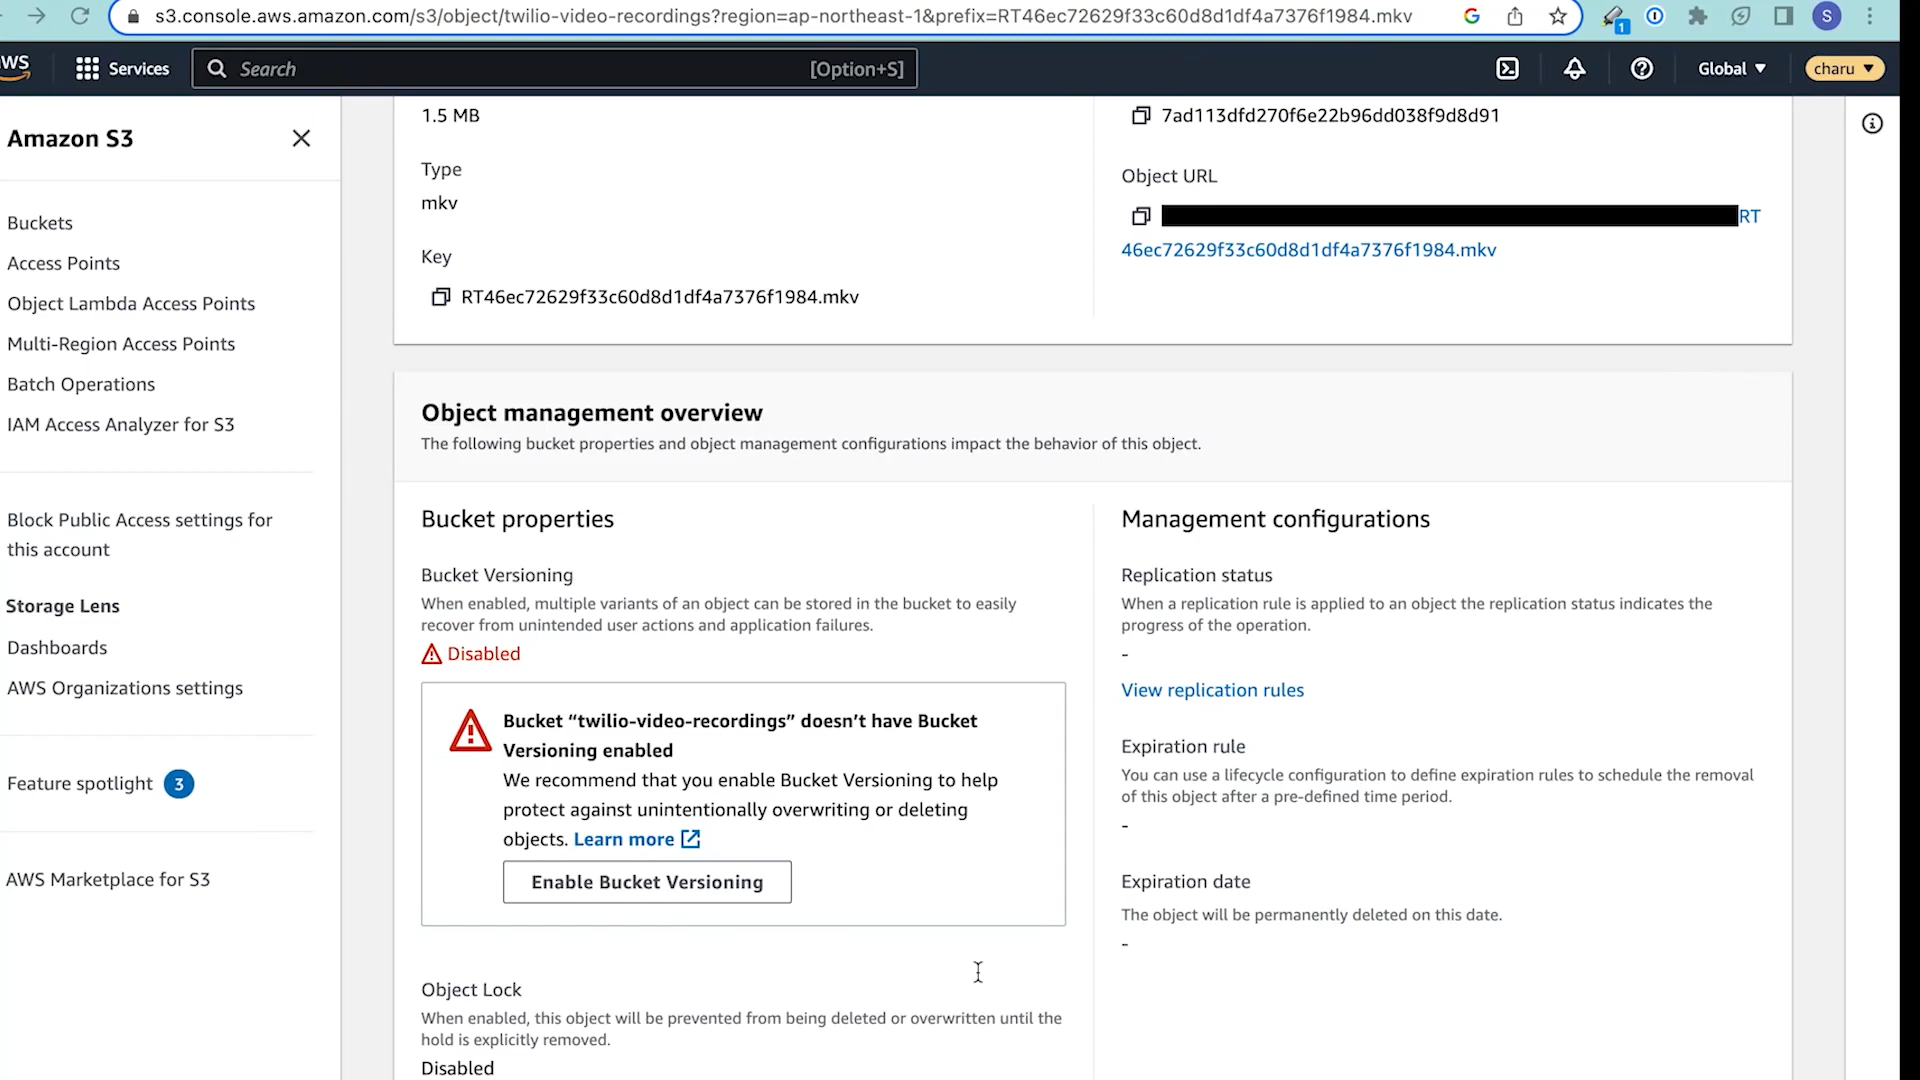 s3.console.aws.amazon.com/s3/object/twilio-video-recordings?region=ap-northeast-1&prefix=RT46ec72629f33c60d8d1df4a7376f1984.mkv
G
1
S
Services
Search
[Option+S]
Global
charu
Amazon S3
Buckets
Access Points
Object Lambda Access Points
Multi-Region Access Points
Batch Operations
IAM Access Analyzer for S3
Block Public Access settings for
this account
Storage Lens
Dashboards
AWS Organizations settings
Feature spotlight 3
AWS Marketplace for S3
1.5 MB
Type
mkv
Key
RT46ec72629f33c60d8d1df4a7376f1984.mkv
7ad113dfd270f6e22b96dd038f9d8d91
Object URL
RT
46ec72629f33c60d8d1df4a7376f1984.mkv
Object management overview
The following bucket properties and object management configurations impact the behavior of this object.
Bucket properties
Bucket Versioning
When enabled, multiple variants of an object can be stored in the bucket to easily
recover from unintended user actions and application failures.
Disabled
Bucket “twilio-video-recordings” doesn’t have Bucket
Versioning enabled
We recommend that you enable Bucket Versioning to help
protect against unintentionally overwriting or deleting
objects. Learn more
Enable Bucket Versioning
Object Lock
When enabled, this object will be prevented from being deleted or overwritten until the
hold is explicitly removed.
Disabled
Management configurations
Replication status
When a replication rule is applied to an object the replication status indicates the
progress of the operation.
-
View replication rules
Expiration rule
You can use a lifecycle configuration to define expiration rules to schedule the removal
of this object after a pre-defined time period.
-
Expiration date
The object will be permanently deleted on this date.
-